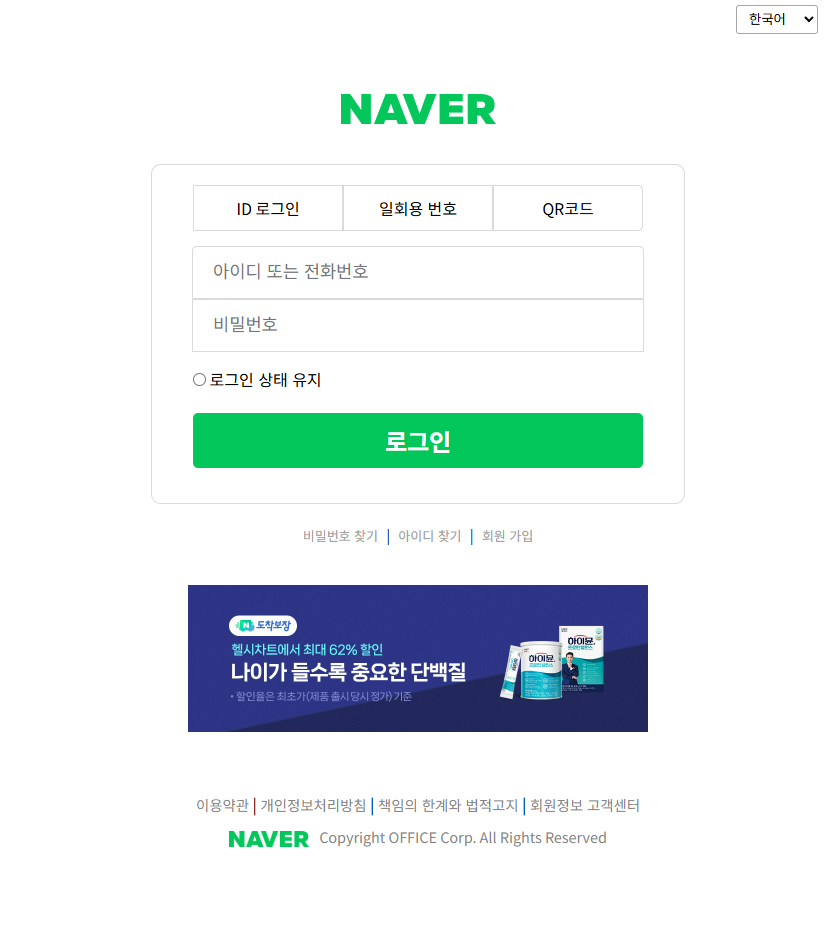 한국어
NAVER
ID 로그인 일회용 번호 QR코드
아이디 또는 전화번호
비밀번호
로그인 상태 유지
로그인
비밀번호 찾기 | 아이디 찾기 | 회원 가입
N 도착보장
헬시차트에서 최대 62% 할인
나이가 들수록 중요한 단백질
• 할인율은 최초가(제품 출시 당시 정가) 기준
하이뮨
하이뮨
이용약관 | 개인정보처리방침 | 책임의 한계와 법적고지 | 회원정보 고객센터
NAVER Copyright OFFICE Corp. All Rights Reserved